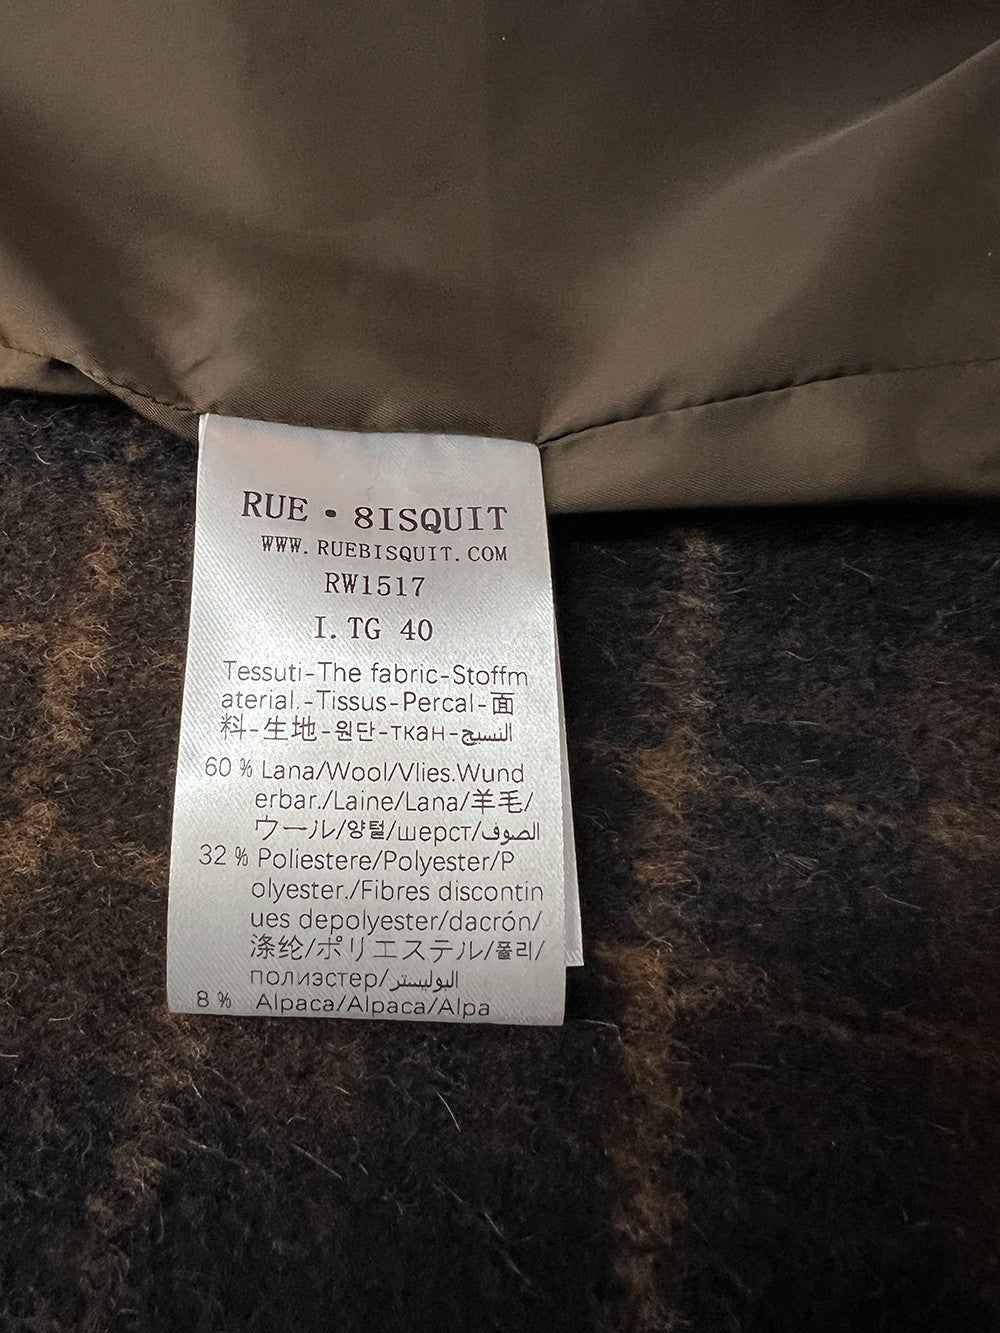 RUE • 8ISQUIT
WWW.RUEBISQUIT.COM
RW1517
I.TG 40
Tessuti-The fabric-Stoffm
aterial.-Tissus-Percal-面
料-生地-원단-ткан-النسيج
60 % Lana/Wool/Vlies.Wund
erbar./Laine/Lana/羊毛/
ウール/양털/шерст/الصوف
32 % Poliestere/Polyester/P
olyester./Fibres discontin
ues depolyester/dacrón/
涤纶/ポリエステル/폴리/
полиэстер/البوليستر
8 % Alpaca/Alpaca/Alpa